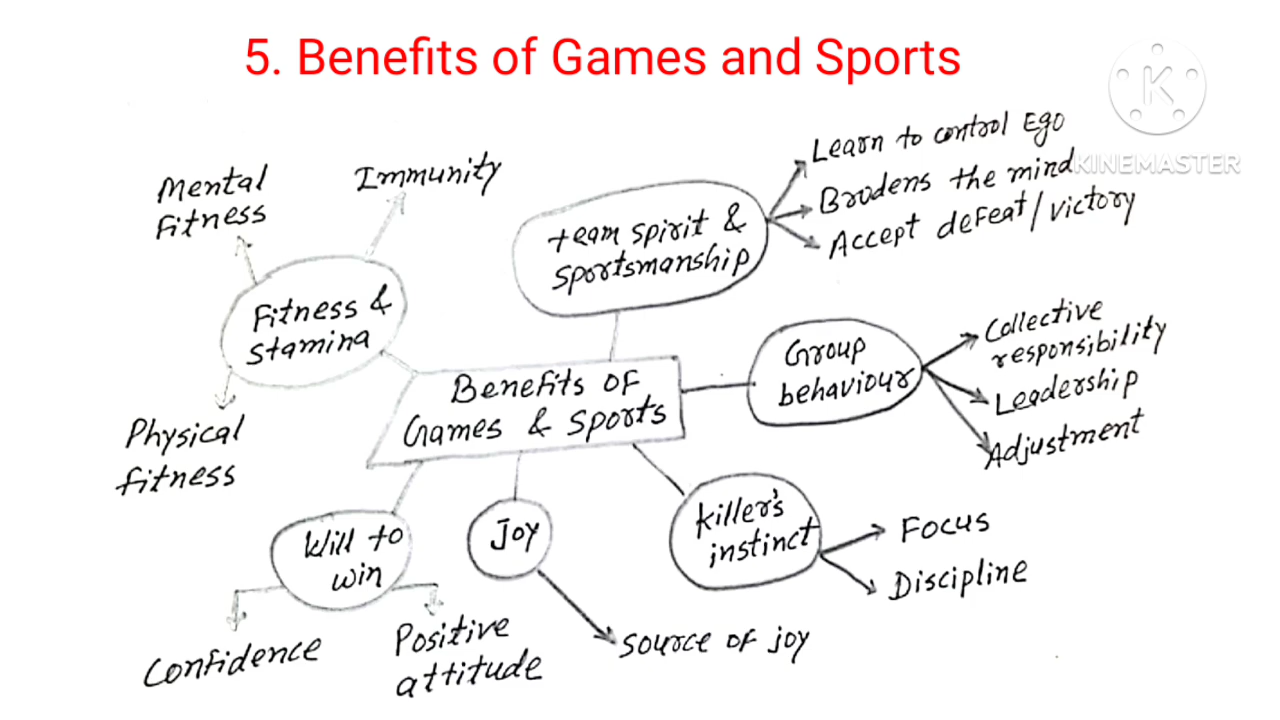 5. Benefits of Games and Sports
K
KINEMASTER
Learn to control Ego
Brodens the mind
Accept defeat/victory
team spirit &
sportsmanship
Mental
fitness
Immunity
Fitness &
stamina
Physical
fitness
Benefits of
Games & sports
Group
behaviour
Collective
responsibility
Leadership
Adjustment
Will to
win
Confidence
Positive
attitude
Joy
source of joy
killer's
instinct
Focus
Discipline